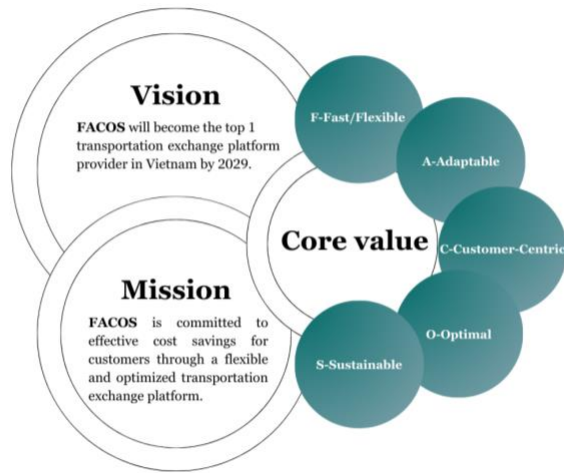 Vision
FACOS will become the top 1
transportation exchange platform
provider in Vietnam by 2029.
Mission
FACOS is committed to
effective cost savings for
customers through a flexible
and optimized transportation
exchange platform.
Core value
F-Fast/Flexible
A-Adaptable
C-Customer-Centric
O-Optimal
S-Sustainable